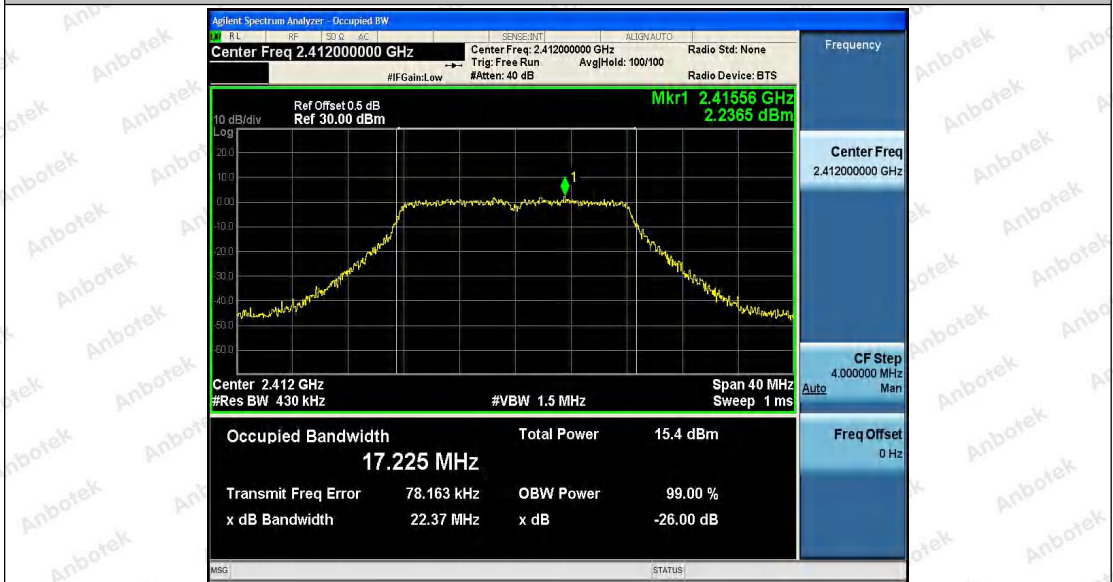 Agilent Spectrum Analyzer - Occupied BW
RL RF 50 Ω AC SENSE:INT ALIGNAUTO
Center Freq 2.412000000 GHz
Center Freq: 2.412000000 GHz Radio Std: None
Trig: Free Run Avg|Hold: 100/100
#IFGain:Low #Atten: 40 dB Radio Device: BTS
Ref Offset 0.5 dB
10 dB/div Ref 30.00 dBm
Mkr1 2.41556 GHz
2.2365 dBm
Log
20.0
10.0
0.00
-10.0
-20.0
-30.0
-40.0
-50.0
-60.0
1
Center 2.412 GHz Span 40 MHz
#Res BW 430 kHz #VBW 1.5 MHz Sweep 1 ms
Occupied Bandwidth Total Power 15.4 dBm
17.225 MHz
Transmit Freq Error 78.163 kHz OBW Power 99.00 %
x dB Bandwidth 22.37 MHz x dB -26.00 dB
MSG STATUS
Frequency
Center Freq
2.412000000 GHz
CF Step
4.000000 MHz
Auto Man
Freq Offset
0 Hz
Anbotek